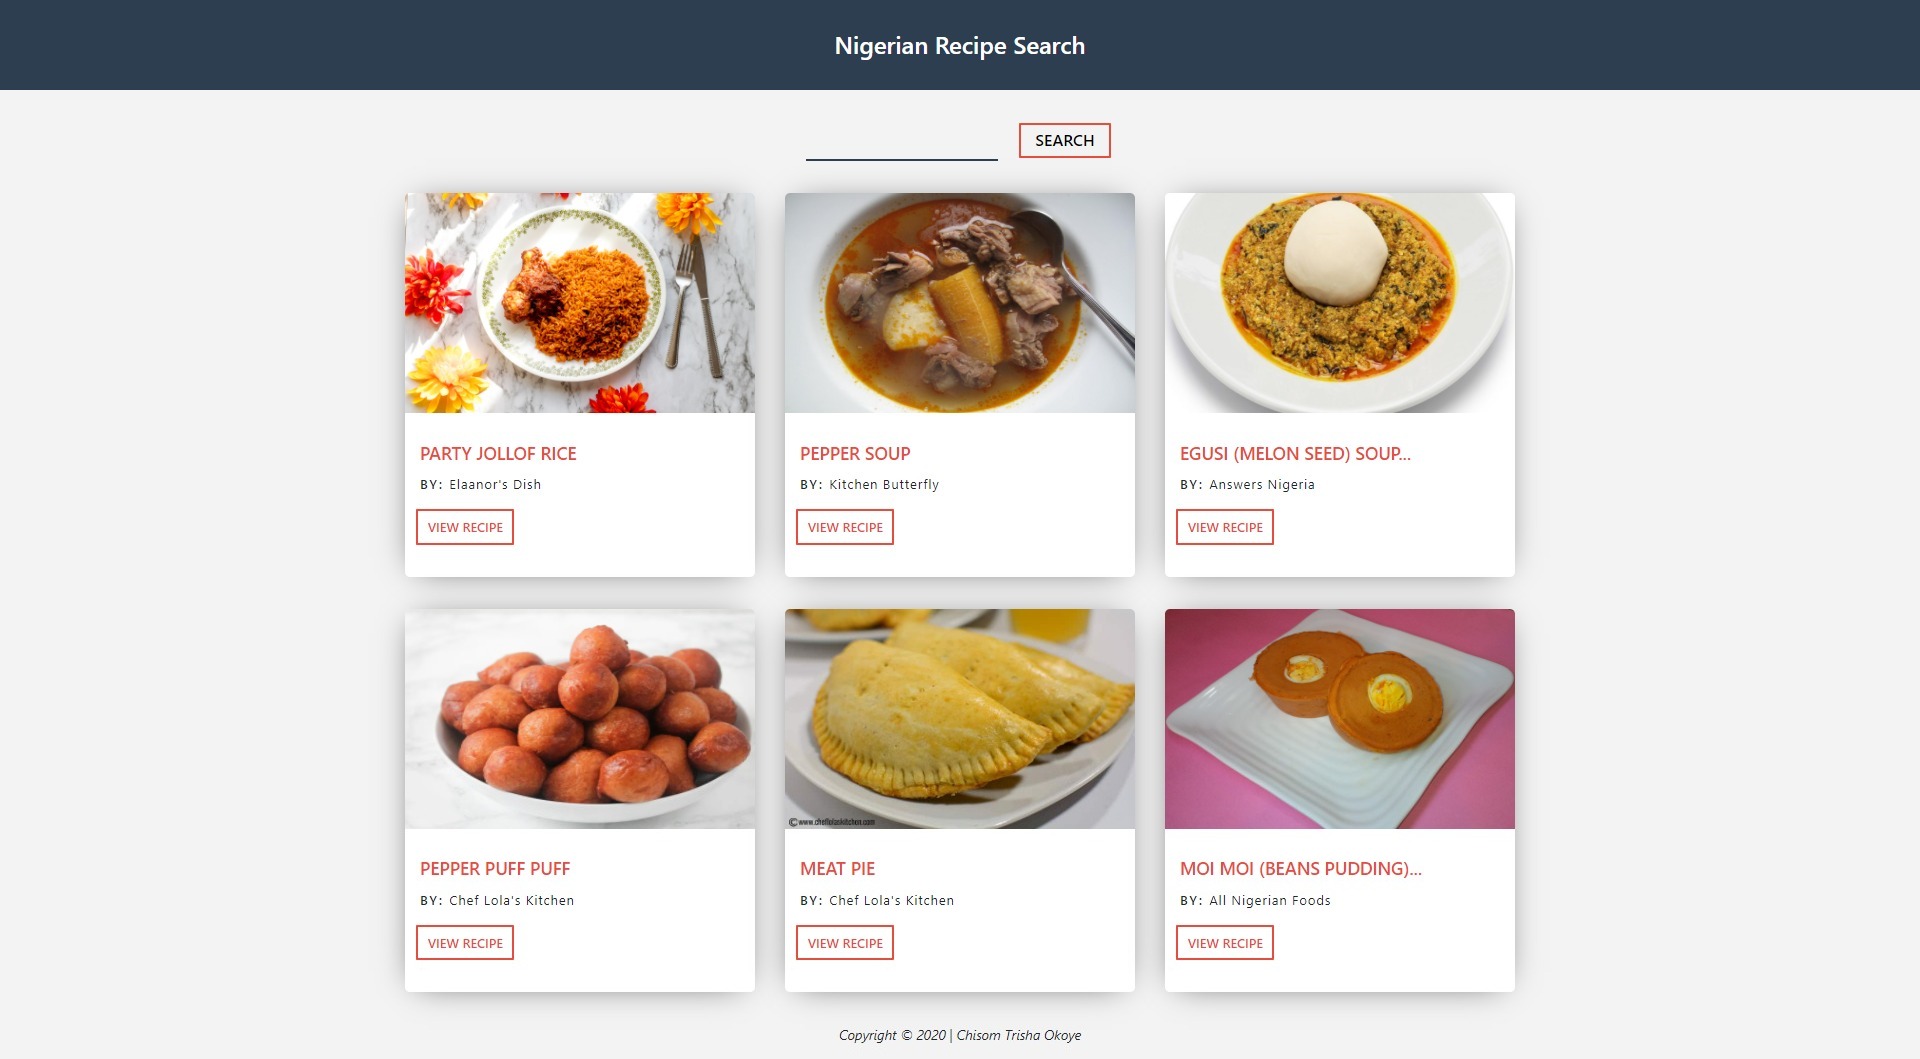 Nigerian Recipe Search
SEARCH
PARTY JOLLOF RICE
BY: Elaanor's Dish
VIEW RECIPE
PEPPER SOUP
BY: Kitchen Butterfly
VIEW RECIPE
EGUSI (MELON SEED) SOUP...
BY: Answers Nigeria
VIEW RECIPE
©www.cheflolaskitchen.com
PEPPER PUFF PUFF
BY: Chef Lola's Kitchen
VIEW RECIPE
MEAT PIE
BY: Chef Lola's Kitchen
VIEW RECIPE
MOI MOI (BEANS PUDDING)...
BY: All Nigerian Foods
VIEW RECIPE
Copyright © 2020 | Chisom Trisha Okoye